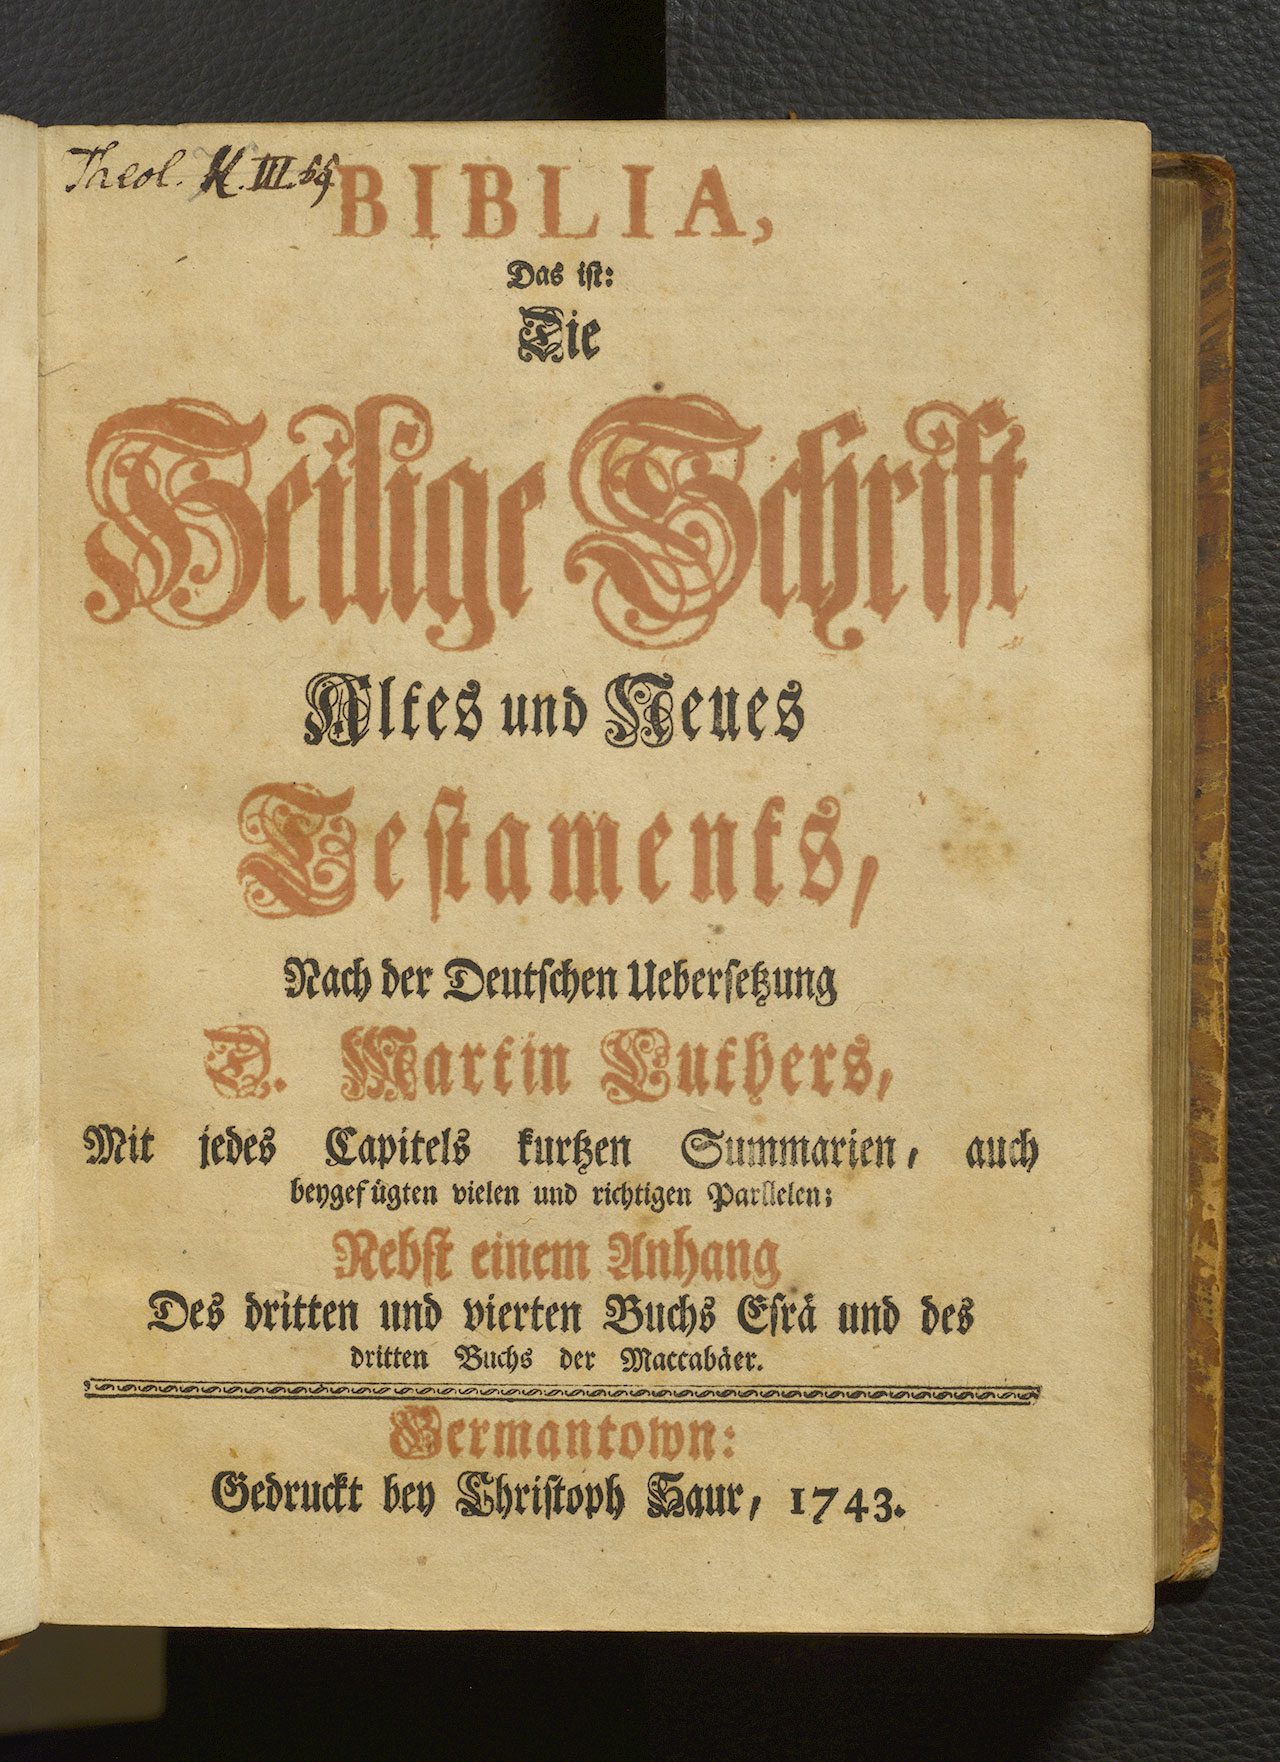 Theol. K. III. 69.
BIBLIA,
Das ist:
Die
Heilige Schrift
Altes und Neues
Testaments,
Nach der Deutschen Uebersetzung
D. Martin Luthers,
Mit jedes Capitels kurtzen Summarien, auch
beygefügten vielen und richtigen Parllelen;
Nebst einem Anhang
Des dritten und vierten Buchs Esrä und des
dritten Buchs der Maccabäer.
Germantown:
Gedruckt bey Christoph Saur, 1743.